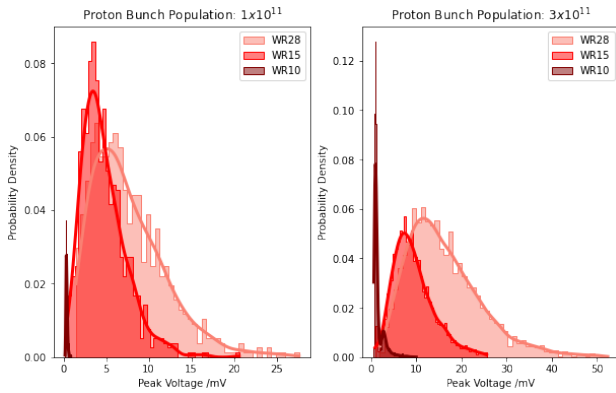 Proton Bunch Population: 1x10¹¹
WR28
WR15
WR10
0.08
0.06
0.04
0.02
0.00
Probability Density
0
5
10
15
20
25
Peak Voltage /mV
Proton Bunch Population: 3x10¹¹
WR28
WR15
WR10
0.12
0.10
0.08
0.06
0.04
0.02
0.00
Probability Density
0
10
20
30
40
50
Peak Voltage /mV